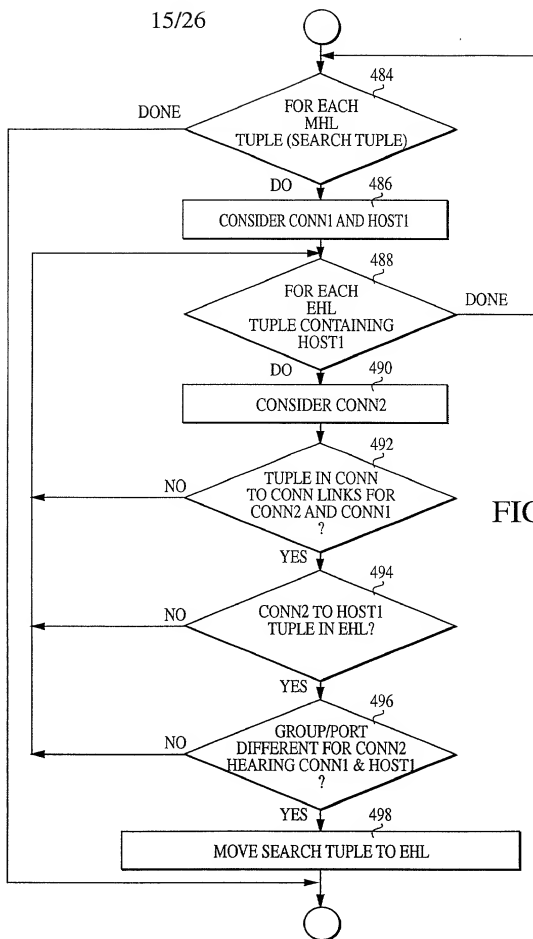 15/26
484
DONE
FOR EACH
MHL
TUPLE (SEARCH TUPLE)
DO
486
CONSIDER CONN1 AND HOST1
488
FOR EACH
EHL
TUPLE CONTAINING
HOST1
DONE
DO
490
CONSIDER CONN2
492
TUPLE IN CONN
TO CONN LINKS FOR
CONN2 AND CONN1
?
NO
FIG
YES
494
CONN2 TO HOST1
TUPLE IN EHL?
NO
YES
496
GROUP/PORT
DIFFERENT FOR CONN2
HEARING CONN1 & HOST1
?
NO
YES
498
MOVE SEARCH TUPLE TO EHL